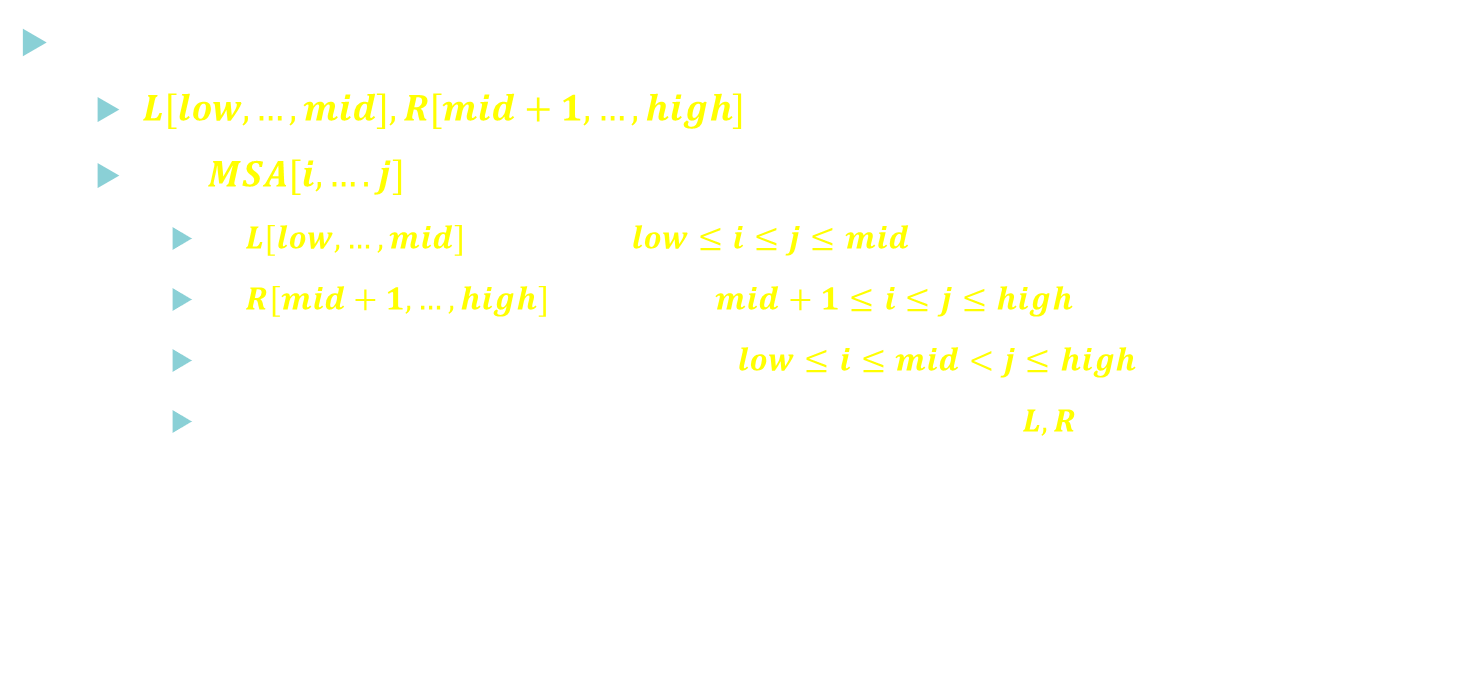 L[low, … , mid], R[mid + 1, … , high]
MSA[i, … . j]
L[low, … , mid] low ≤ i ≤ j ≤ mid
R[mid + 1, … , high] mid + 1 ≤ i ≤ j ≤ high
low ≤ i ≤ mid < j ≤ high
L, R